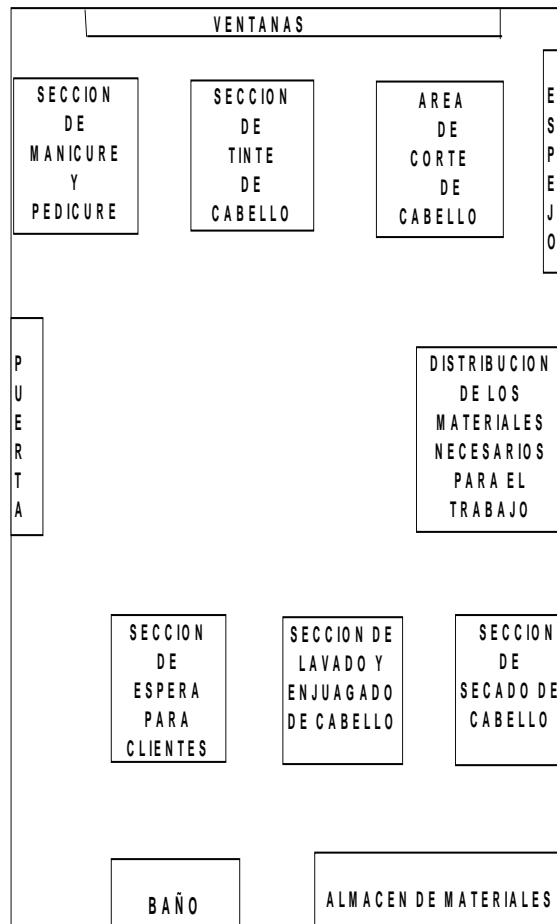 VENTANAS
SECCION
DE
MANICURE
Y
PEDICURE
SECCION
DE
TINTE
DE
CABELLO
AREA
DE
CORTE
DE
CABELLO
E
S
P
E
J
O
P
U
E
R
T
A
DISTRIBUCION
DE LOS
MATERIALES
NECESARIOS
PARA EL
TRABAJO
SECCION
DE
ESPERA
PARA
CLIENTES
SECCION DE
LAVADO Y
ENJUAGADO
DE CABELLO
SECCION
DE
SECADO DE
CABELLO
BAÑO
ALMACEN DE MATERIALES